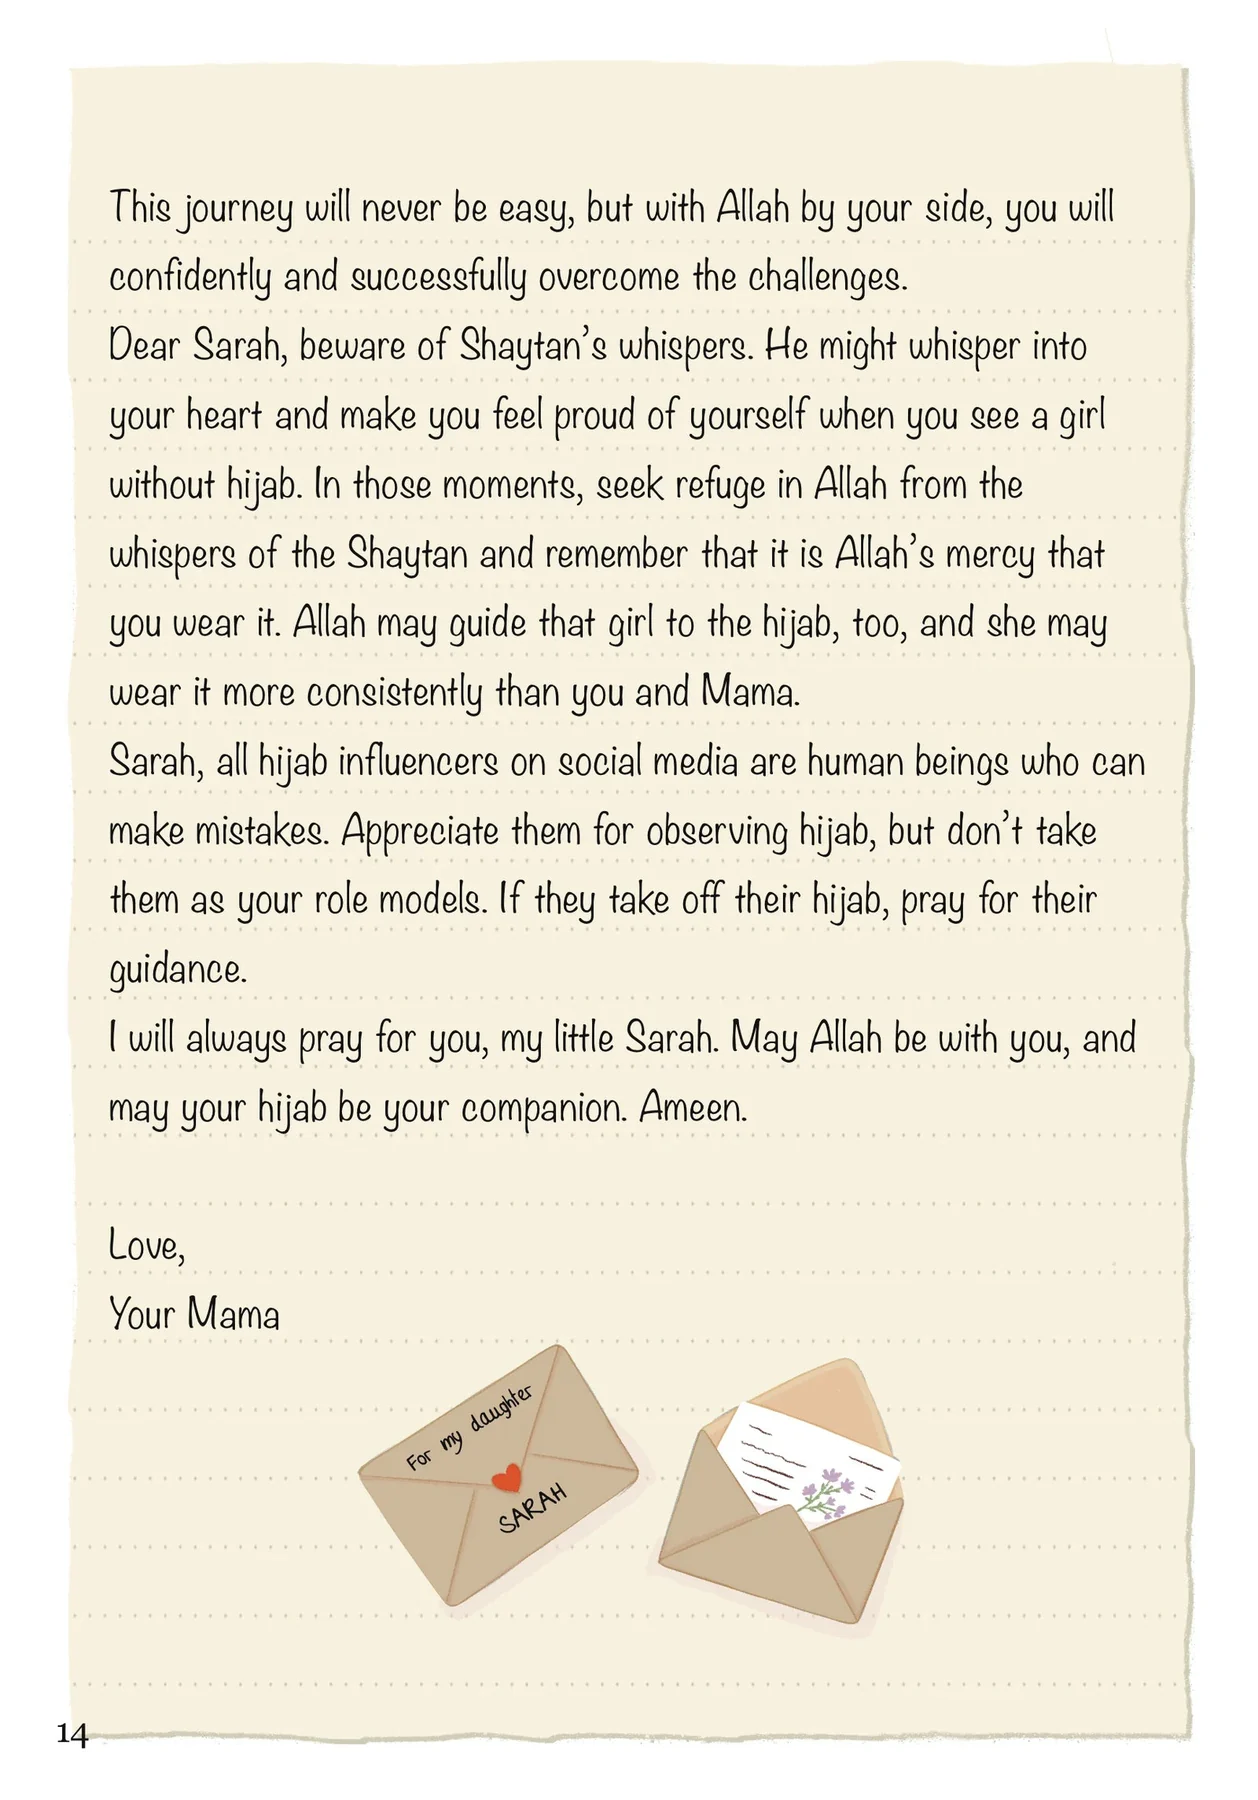 This journey will never be easy, but with Allah by your side, you will
confidently and successfully overcome the challenges.
Dear Sarah, beware of Shaytan’s whispers. He might whisper into
your heart and make you feel proud of yourself when you see a girl
without hijab. In those moments, seek refuge in Allah from the
whispers of the Shaytan and remember that it is Allah’s mercy that
you wear it. Allah may guide that girl to the hijab, too, and she may
wear it more consistently than you and Mama.
Sarah, all hijab influencers on social media are human beings who can
make mistakes. Appreciate them for observing hijab, but don’t take
them as your role models. If they take off their hijab, pray for their
guidance.
I will always pray for you, my little Sarah. May Allah be with you, and
may your hijab be your companion. Ameen.
Love,
Your Mama
For my daughter
SARAH
14